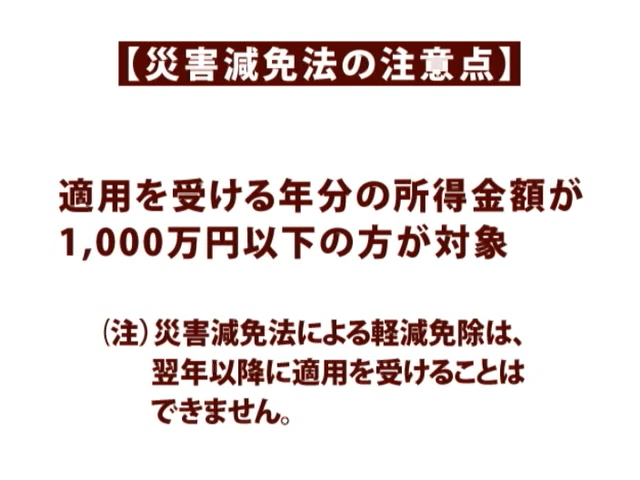 【災害減免法の注意点】
適用を受ける年分の所得金額が
1,000万円以下の方が対象
(注)災害減免法による軽減免除は、
翌年以降に適用を受けることは
できません。